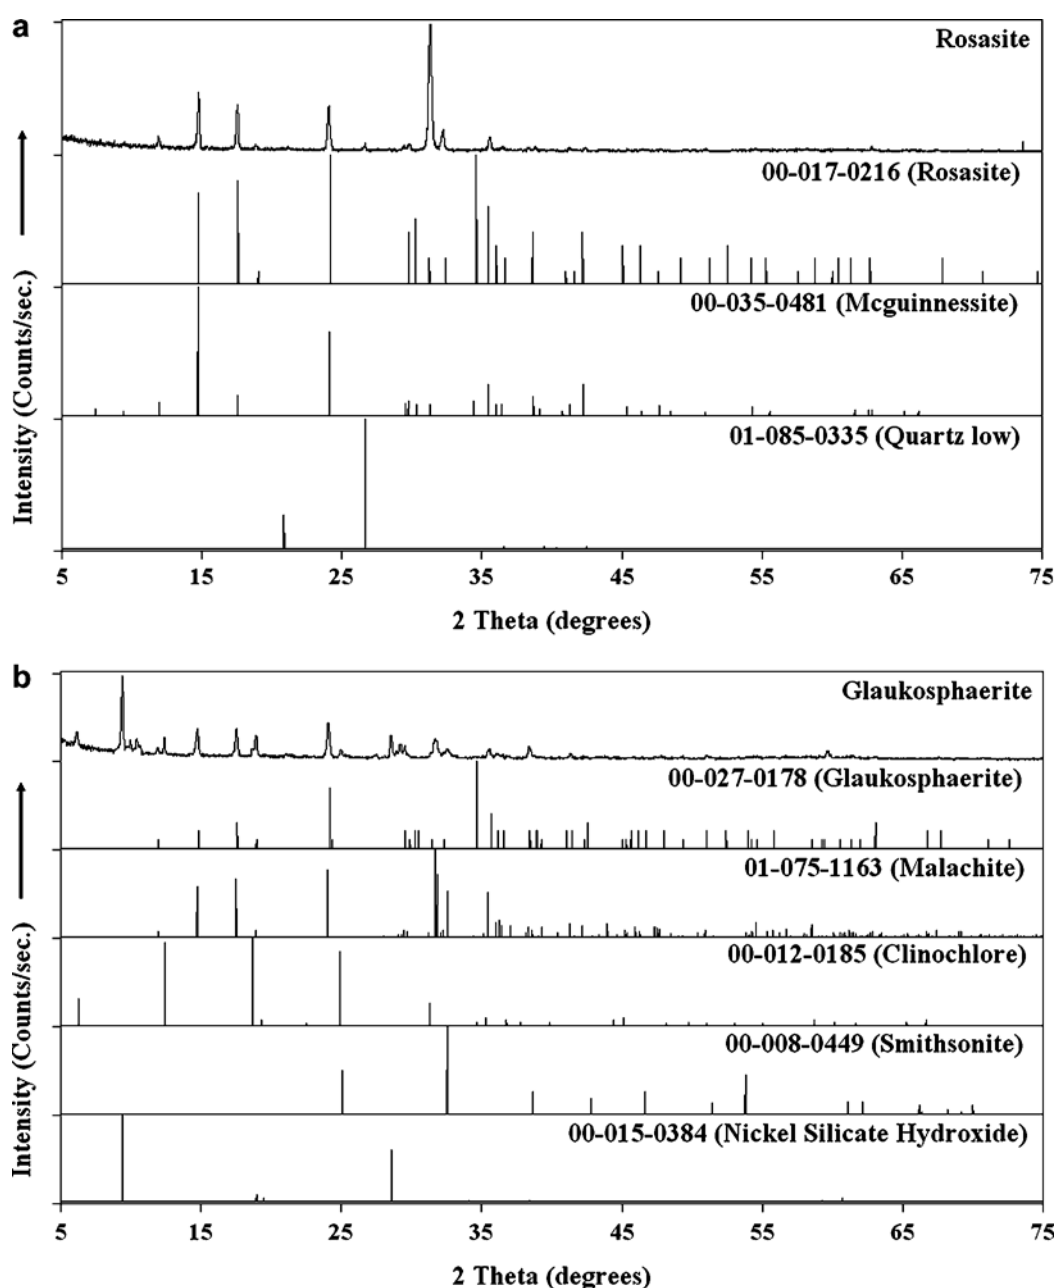 a
Rosasite
00-017-0216 (Rosasite)
00-035-0481 (Mcguinnessite)
01-085-0335 (Quartz low)
Intensity (Counts/sec.)
5 15 25 35 45 55 65 75
2 Theta (degrees)
b
Glaukosphaerite
00-027-0178 (Glaukosphaerite)
01-075-1163 (Malachite)
00-012-0185 (Clinochlore)
00-008-0449 (Smithsonite)
00-015-0384 (Nickel Silicate Hydroxide)
Intensity (Counts/sec.)
5 15 25 35 45 55 65 75
2 Theta (degrees)